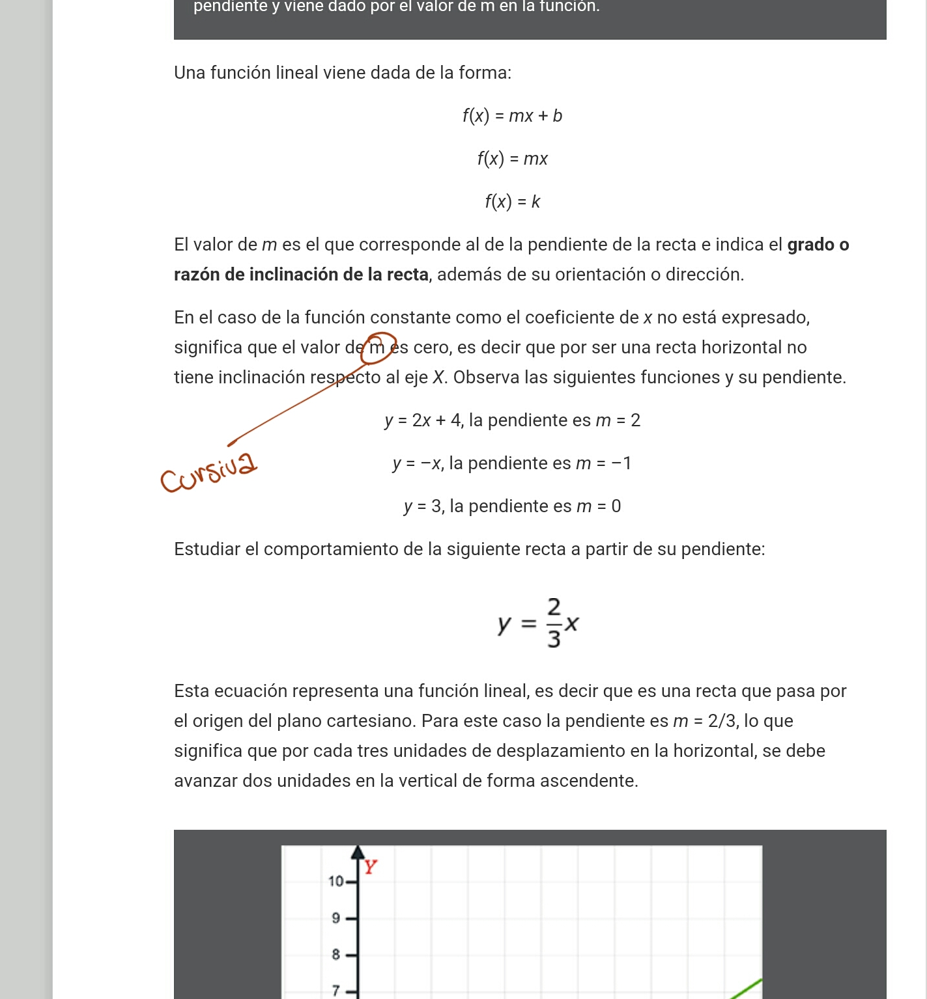 pendiente y viene dado por el valor de m en la función.
Una función lineal viene dada de la forma:
f(x) = mx + b
f(x) = mx
f(x) = k
El valor de m es el que corresponde al de la pendiente de la recta e indica el grado o
razón de inclinación de la recta, además de su orientación o dirección.
En el caso de la función constante como el coeficiente de x no está expresado,
significa que el valor de m es cero, es decir que por ser una recta horizontal no
tiene inclinación respecto al eje X. Observa las siguientes funciones y su pendiente.
y = 2x + 4, la pendiente es m = 2
Cursiva
y = −x, la pendiente es m = −1
y = 3, la pendiente es m = 0
Estudiar el comportamiento de la siguiente recta a partir de su pendiente:
y = 2/3 x
Esta ecuación representa una función lineal, es decir que es una recta que pasa por
el origen del plano cartesiano. Para este caso la pendiente es m = 2/3, lo que
significa que por cada tres unidades de desplazamiento en la horizontal, se debe
avanzar dos unidades en la vertical de forma ascendente.
Y
10
9
8
7